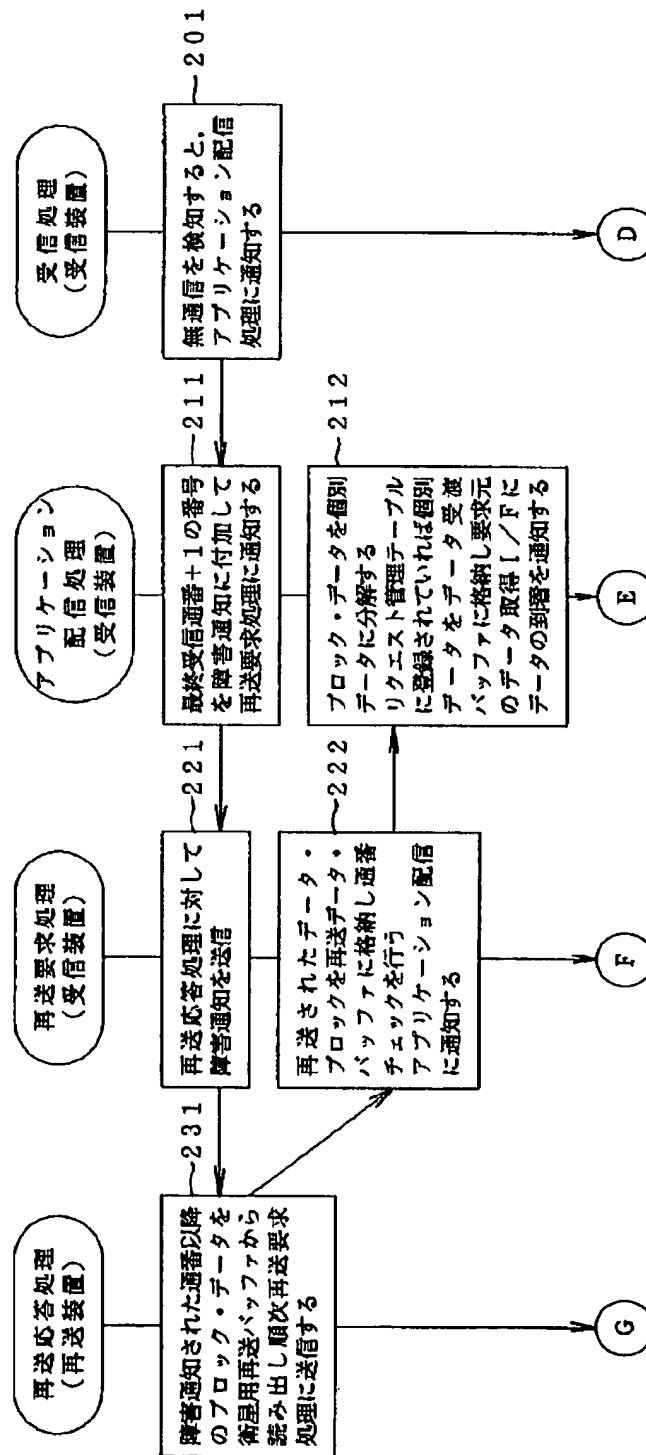 再送応答処理
(再送装置)
231
障害通知された通番以降
のブロック・データを
衛星用再送バッファから
読み出し順次再送要求
処理に送信する
G
再送要求処理
(受信装置)
221
再送応答処理に対して
障害通知を送信
222
再送されたデータ・
ブロックを再送データ・
バッファに格納し通番
チェックを行う
アプリケーション配信
に通知する
F
アプリケーション
配信処理
(受信装置)
211
最終受信通番+1の番号
を障害通知に付加して
再送要求処理に通知する
212
ブロック・データを個別
データに分解する
リクエスト管理テーブル
に登録されていれば個別
データをデータ受渡
バッファに格納し要求元
のデータ取得I/Fに
データの到着を通知する
E
受信処理
(受信装置)
201
無通信を検知すると,
アプリケーション配信
処理に通知する
D